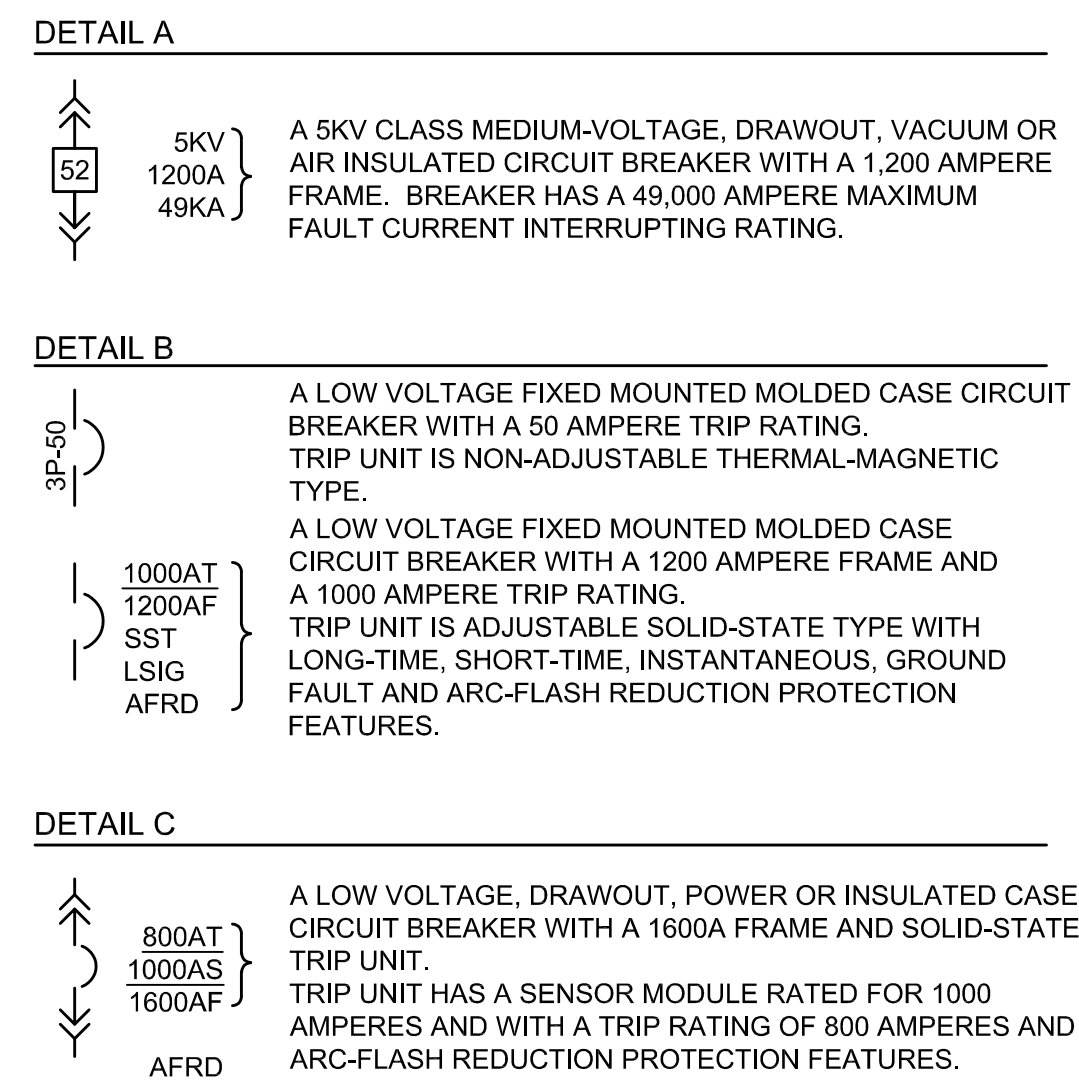 DETAIL A
52
5KV
1200A
49KA
A 5KV CLASS MEDIUM-VOLTAGE, DRAWOUT, VACUUM OR
AIR INSULATED CIRCUIT BREAKER WITH A 1,200 AMPERE
FRAME. BREAKER HAS A 49,000 AMPERE MAXIMUM
FAULT CURRENT INTERRUPTING RATING.
DETAIL B
3P-50
A LOW VOLTAGE FIXED MOUNTED MOLDED CASE CIRCUIT
BREAKER WITH A 50 AMPERE TRIP RATING.
TRIP UNIT IS NON-ADJUSTABLE THERMAL-MAGNETIC
TYPE.
1000AT
1200AF
SST
LSIG
AFRD
A LOW VOLTAGE FIXED MOUNTED MOLDED CASE
CIRCUIT BREAKER WITH A 1200 AMPERE FRAME AND
A 1000 AMPERE TRIP RATING.
TRIP UNIT IS ADJUSTABLE SOLID-STATE TYPE WITH
LONG-TIME, SHORT-TIME, INSTANTANEOUS, GROUND
FAULT AND ARC-FLASH REDUCTION PROTECTION
FEATURES.
DETAIL C
800AT
1000AS
1600AF
AFRD
A LOW VOLTAGE, DRAWOUT, POWER OR INSULATED CASE
CIRCUIT BREAKER WITH A 1600A FRAME AND SOLID-STATE
TRIP UNIT.
TRIP UNIT HAS A SENSOR MODULE RATED FOR 1000
AMPERES AND WITH A TRIP RATING OF 800 AMPERES AND
ARC-FLASH REDUCTION PROTECTION FEATURES.